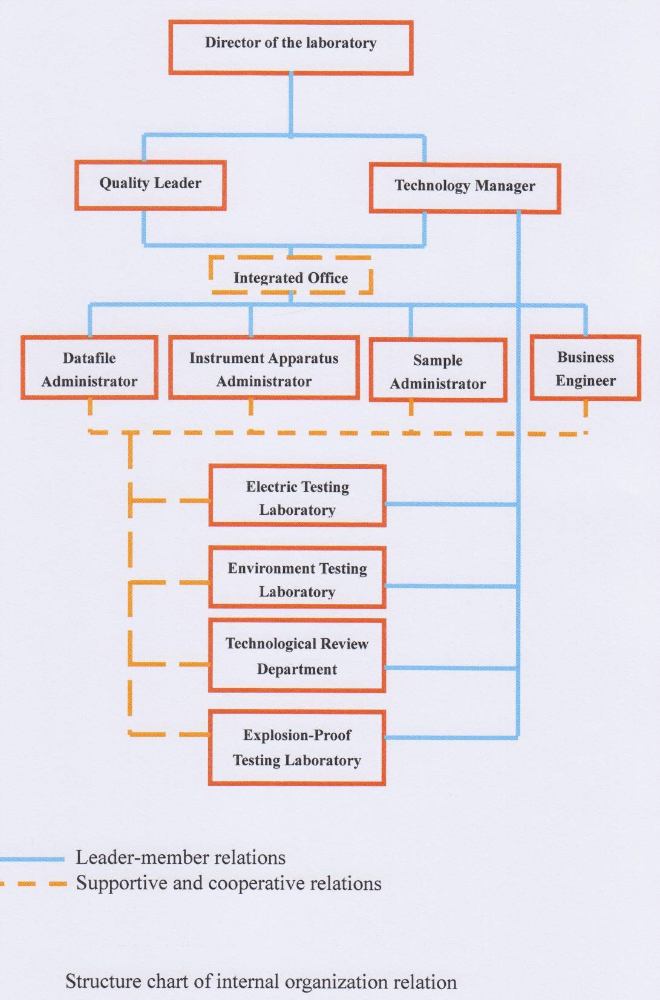 Director of the laboratory
Quality Leader
Technology Manager
Integrated Office
Datafile
Administrator
Instrument Apparatus
Administrator
Sample
Administrator
Business
Engineer
Electric Testing
Laboratory
Environment Testing
Laboratory
Technological Review
Department
Explosion-Proof
Testing Laboratory
Leader-member relations
Supportive and cooperative relations
Structure chart of internal organization relation